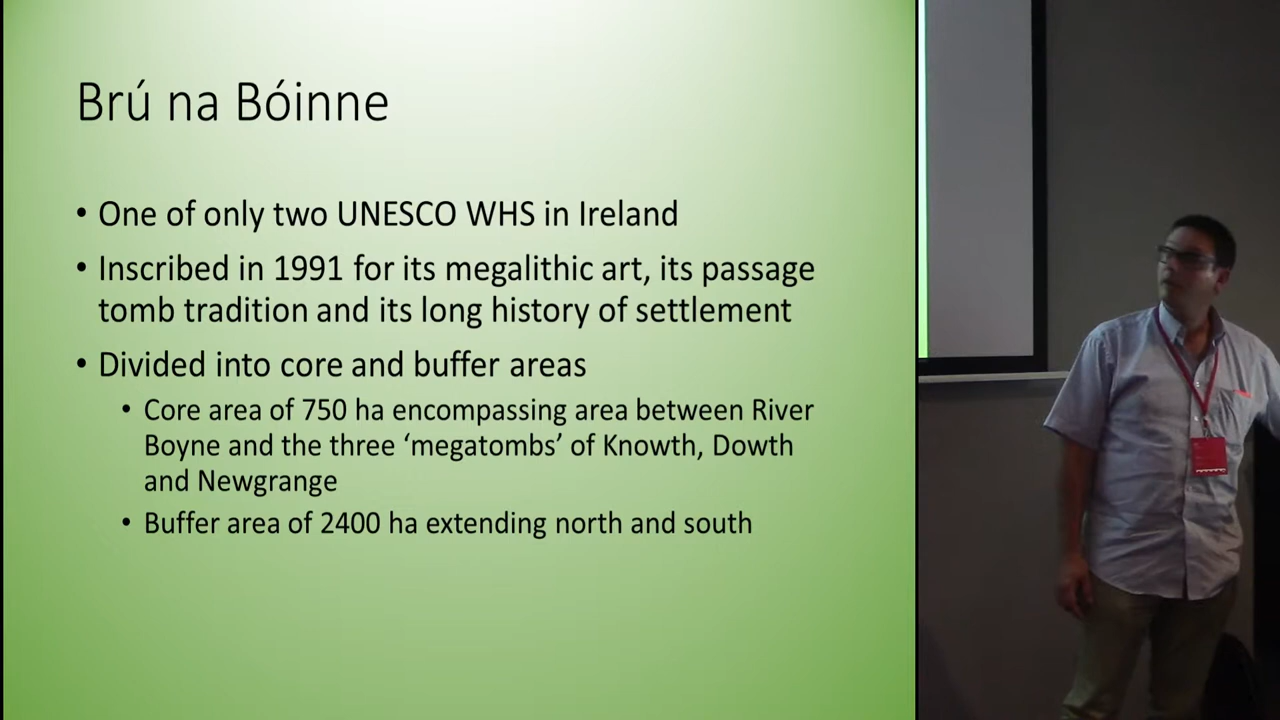 Brú na Bóinne
• One of only two UNESCO WHS in Ireland
• Inscribed in 1991 for its megalithic art, its passage
tomb tradition and its long history of settlement
• Divided into core and buffer areas
• Core area of 750 ha encompassing area between River
Boyne and the three ‘megatombs’ of Knowth, Dowth
and Newgrange
• Buffer area of 2400 ha extending north and south